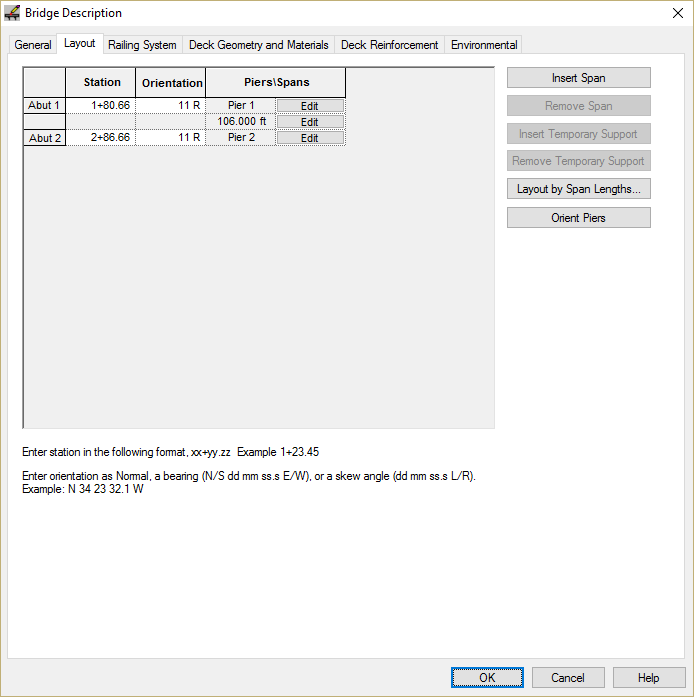 Bridge Description
General Layout Railing System Deck Geometry and Materials Deck Reinforcement Environmental
Station Orientation Piers\Spans
Abut 1 1+80.66 11 R Pier 1 Edit
106.000 ft Edit
Abut 2 2+86.66 11 R Pier 2 Edit
Insert Span
Remove Span
Insert Temporary Support
Remove Temporary Support
Layout by Span Lengths...
Orient Piers
Enter station in the following format, xx+yy.zz Example 1+23.45
Enter orientation as Normal, a bearing (N/S dd mm ss.s E/W), or a skew angle (dd mm ss.s L/R).
Example: N 34 23 32.1 W
OK Cancel Help